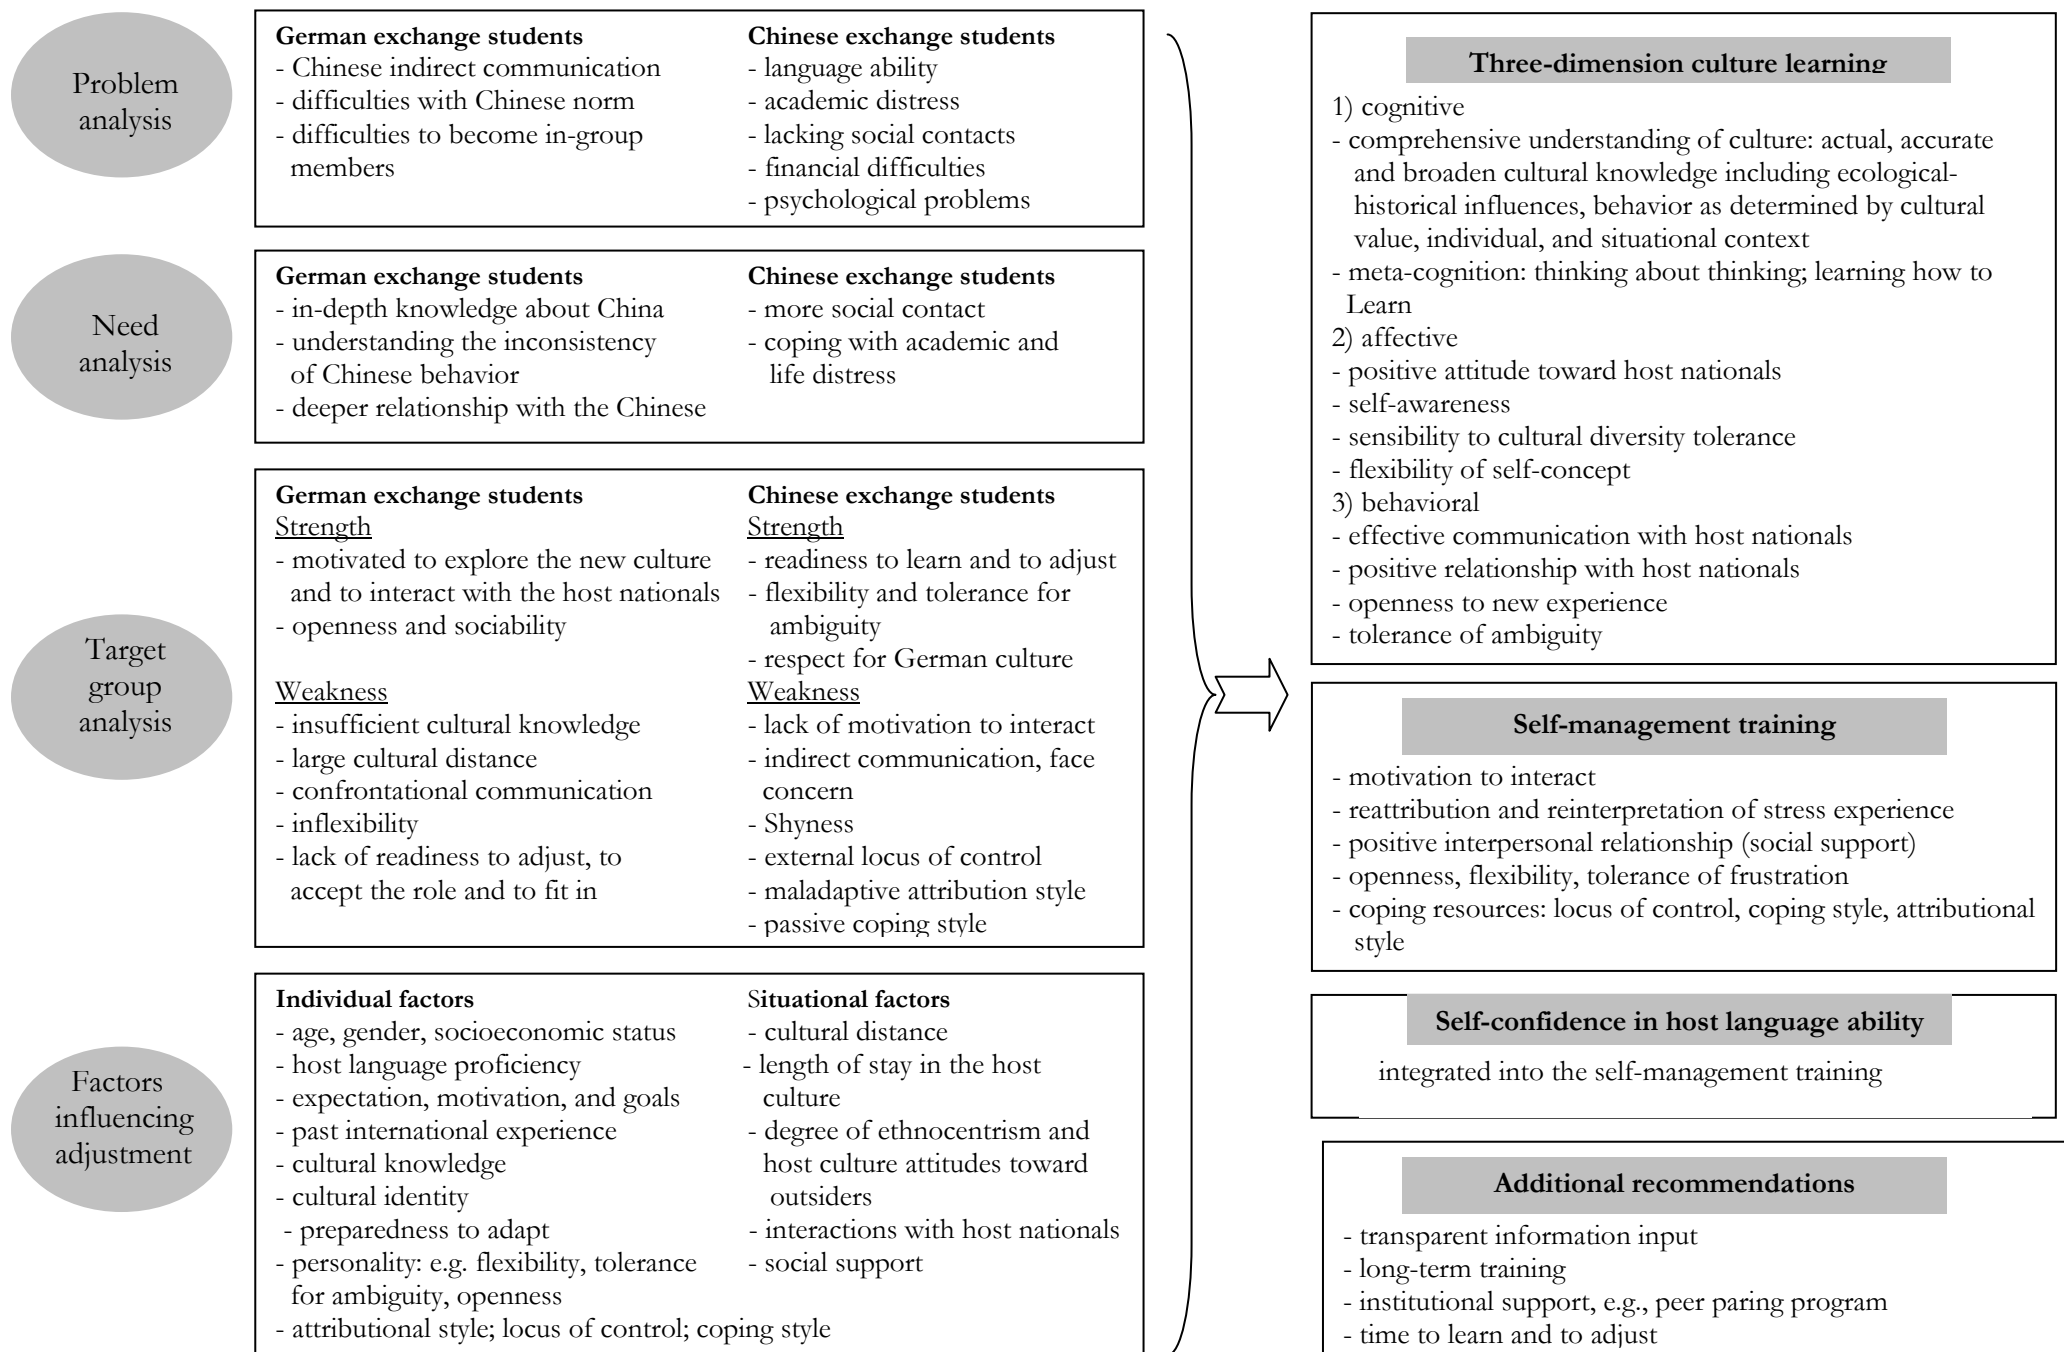 Problem
analysis
German exchange students
- Chinese indirect communication
- difficulties with Chinese norm
- difficulties to become in-group
members
Chinese exchange students
- language ability
- academic distress
- lacking social contacts
- financial difficulties
- psychological problems
Need
analysis
German exchange students
- in-depth knowledge about China
- understanding the inconsistency
of Chinese behavior
- deeper relationship with the Chinese
Chinese exchange students
- more social contact
- coping with academic and
life distress
Target
group
analysis
German exchange students
Strength
- motivated to explore the new culture
and to interact with the host nationals
- openness and sociability
Weakness
- insufficient cultural knowledge
- large cultural distance
- confrontational communication
- inflexibility
- lack of readiness to adjust, to
accept the role and to fit in
Chinese exchange students
Strength
- readiness to learn and to adjust
- flexibility and tolerance for
ambiguity
- respect for German culture
Weakness
- lack of motivation to interact
- indirect communication, face
concern
- Shyness
- external locus of control
- maladaptive attribution style
- passive coping style
Factors
influencing
adjustment
Individual factors
- age, gender, socioeconomic status
- host language proficiency
- expectation, motivation, and goals
- past international experience
- cultural knowledge
- cultural identity
- preparedness to adapt
- personality: e.g. flexibility, tolerance
for ambiguity, openness
- attributional style; locus of control; coping style
Situational factors
- cultural distance
- length of stay in the host
culture
- degree of ethnocentrism and
host culture attitudes toward
outsiders
- interactions with host nationals
- social support
Three-dimension culture learning
1) cognitive
- comprehensive understanding of culture: actual, accurate
and broaden cultural knowledge including ecological-
historical influences, behavior as determined by cultural
value, individual, and situational context
- meta-cognition: thinking about thinking; learning how to
Learn
2) affective
- positive attitude toward host nationals
- self-awareness
- sensibility to cultural diversity tolerance
- flexibility of self-concept
3) behavioral
- effective communication with host nationals
- positive relationship with host nationals
- openness to new experience
- tolerance of ambiguity
Self-management training
- motivation to interact
- reattribution and reinterpretation of stress experience
- positive interpersonal relationship (social support)
- openness, flexibility, tolerance of frustration
- coping resources: locus of control, coping style, attributional
style
Self-confidence in host language ability
integrated into the self-management training
Additional recommendations
- transparent information input
- long-term training
- institutional support, e.g., peer paring program
- time to learn and to adjust